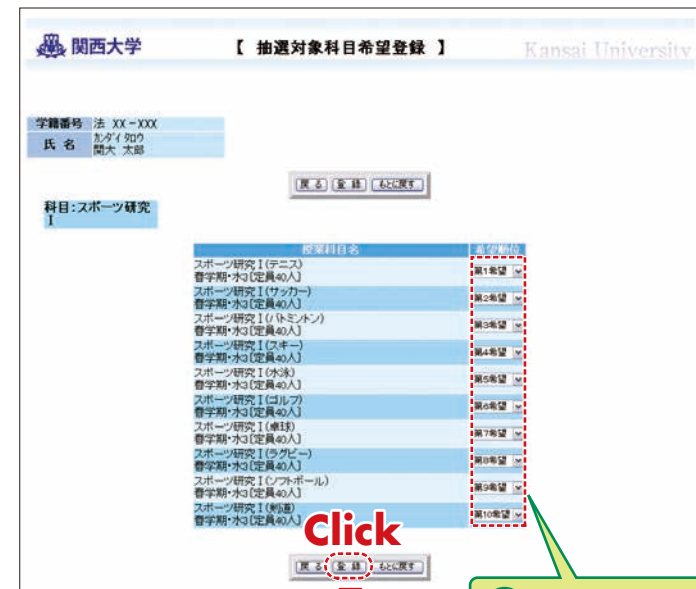 関西大学
【 抽選対象科目希望登録 】
Kansai University
学籍番号 法 XX-XXX
カンダイ タロウ
氏 名 関大 太郎
戻る 登録 もとに戻す
科目:スポーツ研究
I
授業科目名 希望順位
スポーツ研究Ⅰ(テニス)
春学期・水3[定員40人] 第1希望
スポーツ研究Ⅰ(サッカー)
春学期・水3[定員40人] 第2希望
スポーツ研究Ⅰ(バトミントン)
春学期・水3[定員40人] 第3希望
スポーツ研究Ⅰ(スキー)
春学期・水3[定員40人] 第4希望
スポーツ研究Ⅰ(水泳)
春学期・水3[定員40人] 第5希望
スポーツ研究Ⅰ(ゴルフ)
春学期・水3[定員40人] 第6希望
スポーツ研究Ⅰ(卓球)
春学期・水3[定員40人] 第7希望
スポーツ研究Ⅰ(ラグビー)
春学期・水3[定員40人] 第8希望
スポーツ研究Ⅰ(ソフトボール)
春学期・水3[定員40人] 第9希望
スポーツ研究Ⅰ(剣道)
春学期・水3[定員40人] 第10希望
Click
戻る 登録 もとに戻す